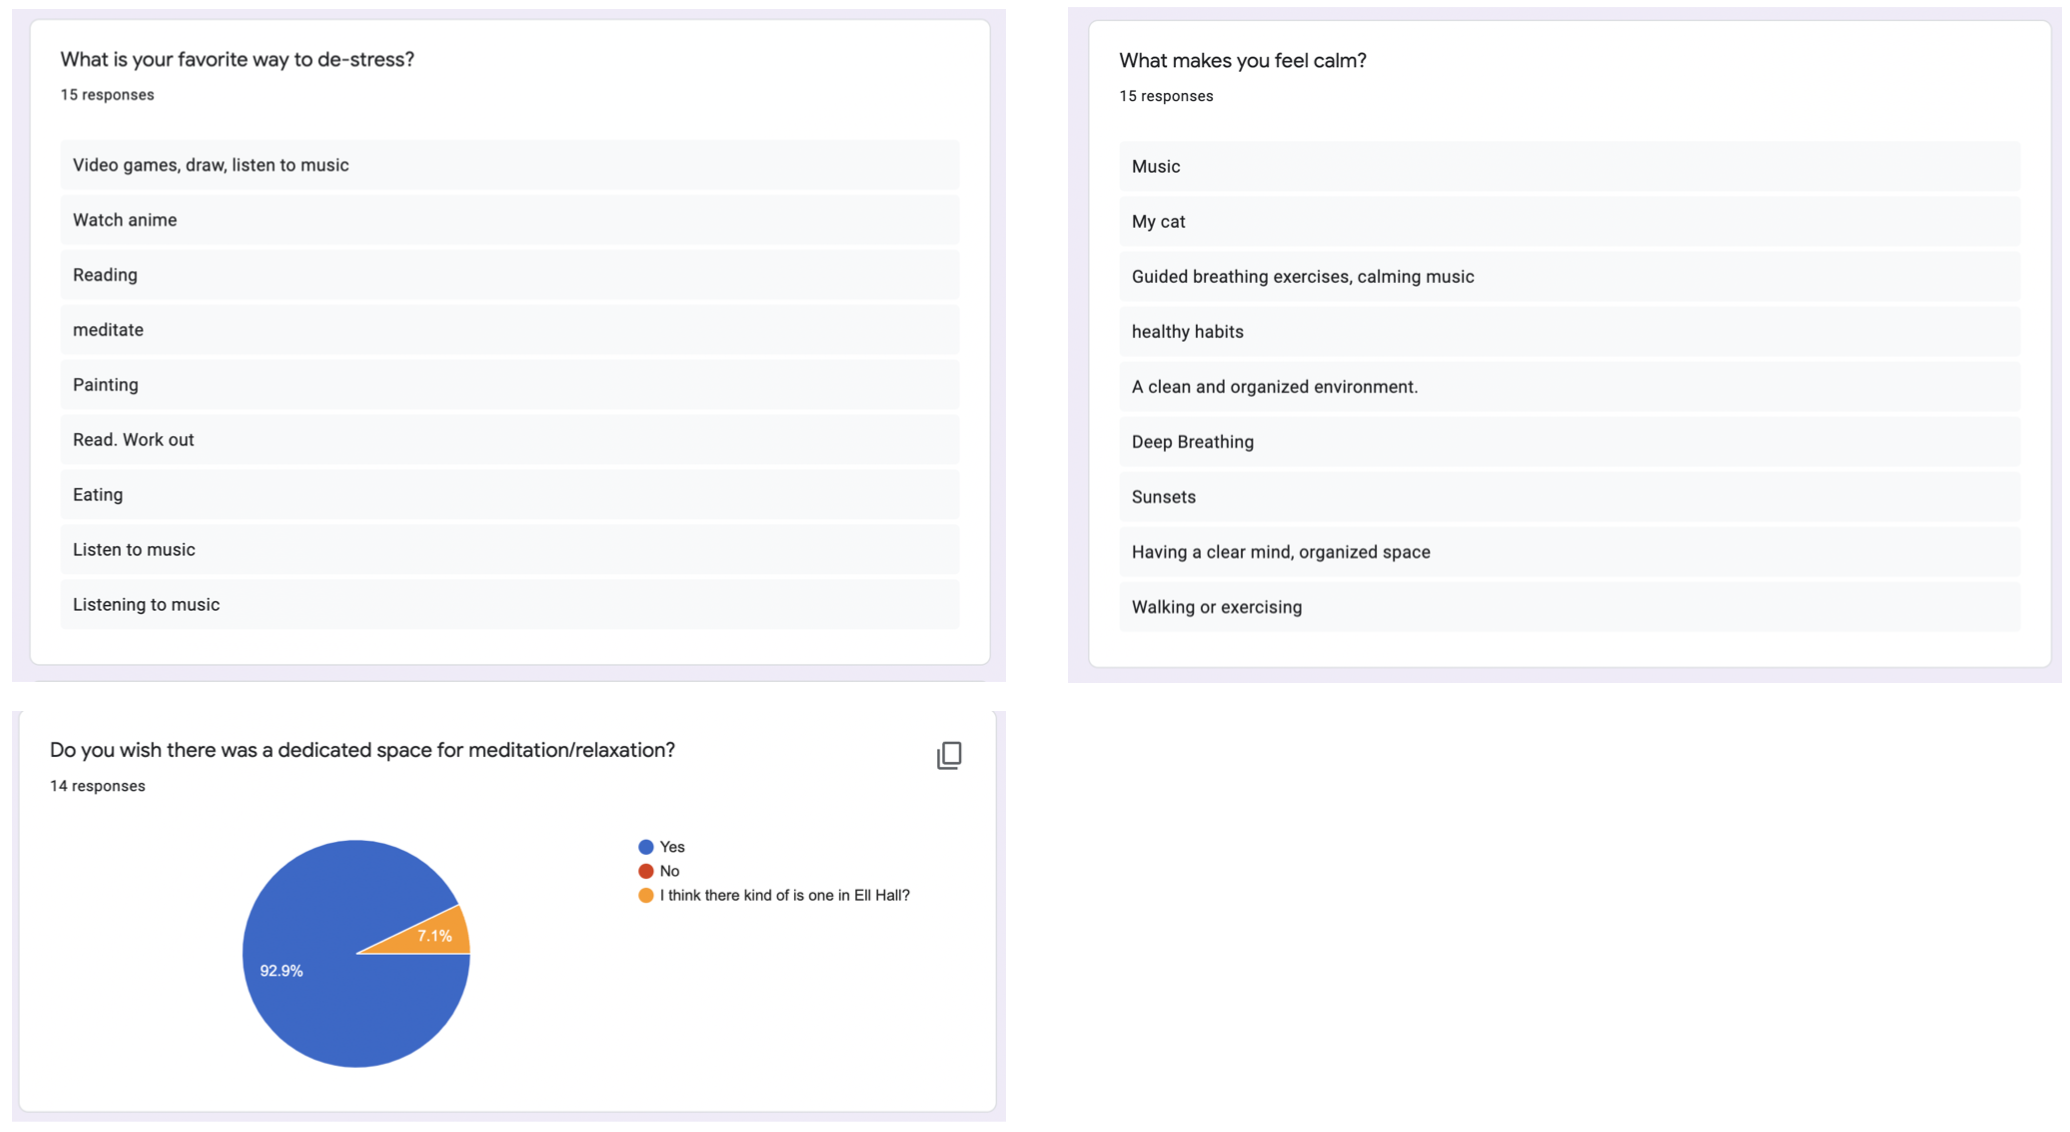 What is your favorite way to de-stress?
15 responses
Video games, draw, listen to music
Watch anime
Reading
meditate
Painting
Read. Work out
Eating
Listen to music
Listening to music
What makes you feel calm?
15 responses
Music
My cat
Guided breathing exercises, calming music
healthy habits
A clean and organized environment.
Deep Breathing
Sunsets
Having a clear mind, organized space
Walking or exercising
Do you wish there was a dedicated space for meditation/relaxation?
14 responses
Yes
No
I think there kind of is one in Ell Hall?
7.1%
92.9%